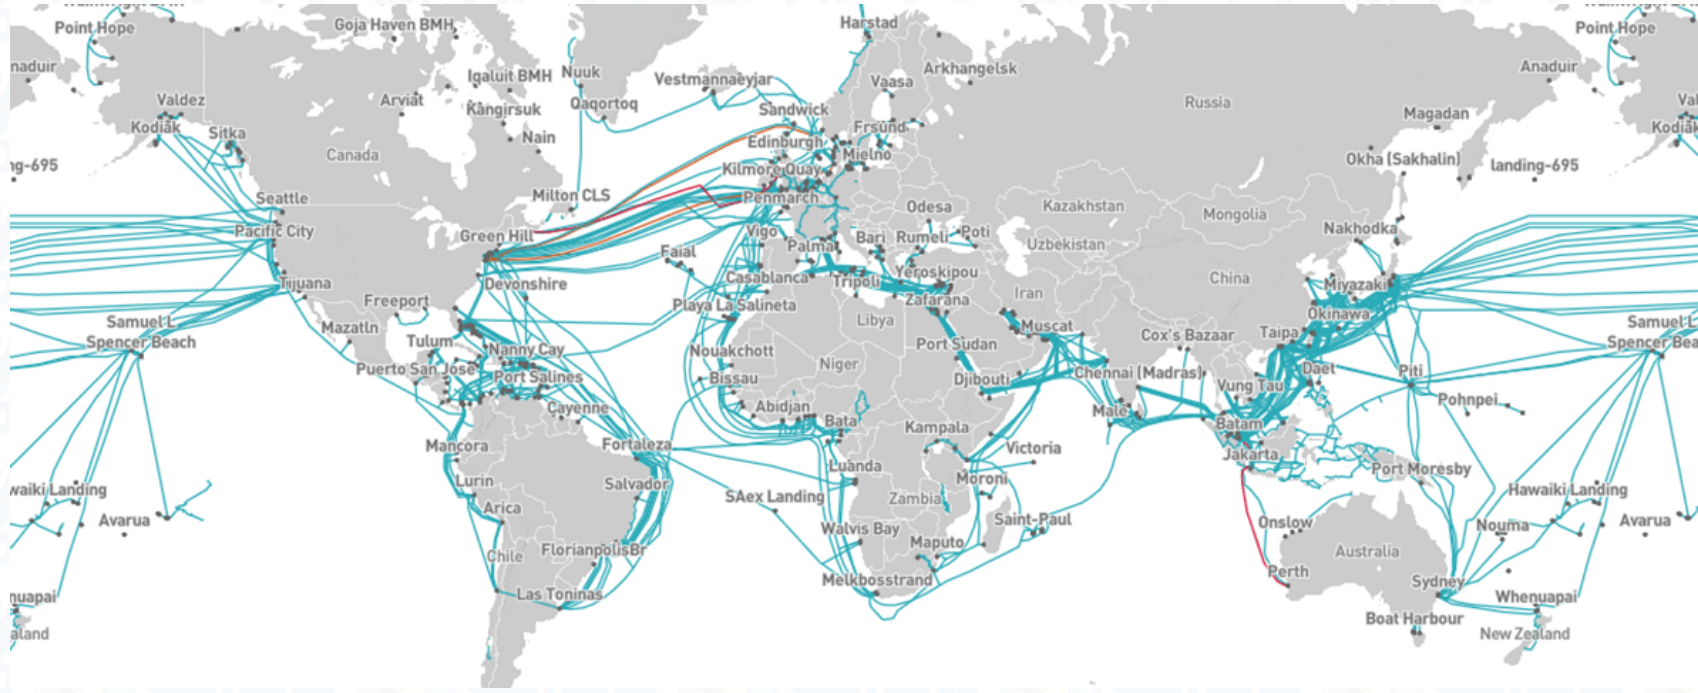 Point Hope
Goja Haven BMH
Harstad
Point Hope
naduir
Igaluit BMH
Nuuk
Vestmannaeyjar
Vaasa
Arkhangelsk
Anaduir
Valdez
Arviat
Kangirsuk
Qaqortoq
Sandwick
Russia
Magadan
Val
Kodiak
Sitka
Nain
Edinburgh
Frsund
Kodiak
ng-695
Canada
Kilmore Quay
Mielno
Okha (Sakhalin)
landing-695
Seattle
Milton CLS
Penmarch
Odesa
Kazakhstan
Mongolia
Pacific City
Green Hill
Vigo
Palma
Bari
Rumeli
Poti
Uzbekistan
Nakhodka
Faial
Tijuana
Devonshire
Casablanca
Tripoli
Yeroskipou
China
Miyazaki
Freeport
Playa La Salineta
Zafarana
Iran
Samuel L
Mazatln
Libya
Muscat
Okinawa
Samuel L
Spencer Beach
Tulum
Nanny Cay
Nouakchott
Port Sudan
Cox's Bazaar
Taipa
Spencer Bea
Puerto San Jose
Port Salines
Bissau
Niger
Djibouti
Chennai (Madras)
Daet
Piti
Vung Tau
Cayenne
Abidjan
Bata
Male
Pohnpei
Mancora
Fortaleza
Kampala
Victoria
Batam
Jakarta
Lurin
Salvador
Luanda
Moroni
Port Moresby
waiki Landing
SAex Landing
Zambia
Hawaiki Landing
Avarua
Arica
Walvis Bay
Saint-Paul
Onslow
Nouma
Avarua
Chile
FlorianpolisBr
Maputo
Australia
Perth
Las Toninas
Melkbosstrand
Sydney
nuapai
Whenuapai
Boat Harbour
aland
New Zealand